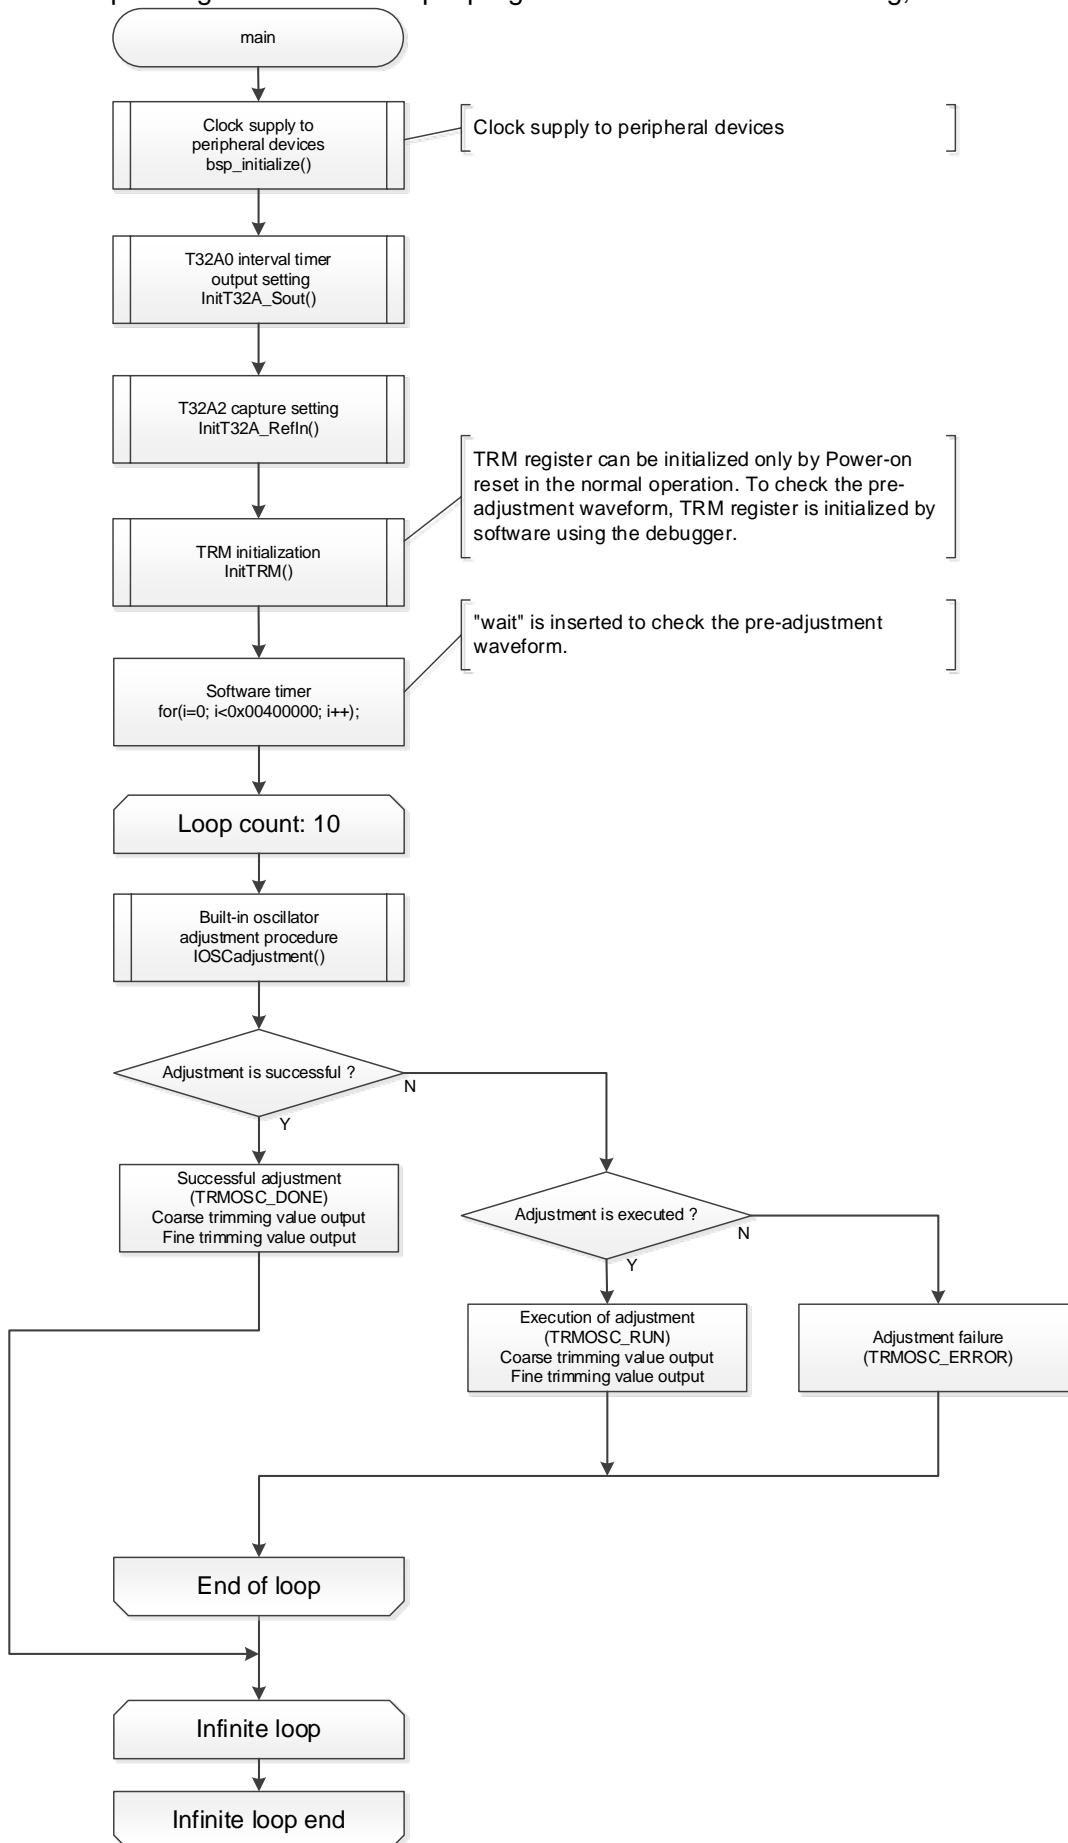 main
Clock supply to
peripheral devices
bsp_initialize()
Clock supply to peripheral devices
T32A0 interval timer
output setting
InitT32A_Sout()
T32A2 capture setting
InitT32A_RefIn()
TRM register can be initialized only by Power-on
reset in the normal operation. To check the pre-
adjustment waveform, TRM register is initialized by
software using the debugger.
TRM initialization
InitTRM()
"wait" is inserted to check the pre-adjustment
waveform.
Software timer
for(i=0; i<0x00400000; i++);
Loop count: 10
Built-in oscillator
adjustment procedure
IOSCadjustment()
Adjustment is successful ?
N
Y
Successful adjustment
(TRMOSC_DONE)
Coarse trimming value output
Fine trimming value output
Adjustment is executed ?
N
Y
Execution of adjustment
(TRMOSC_RUN)
Coarse trimming value output
Fine trimming value output
Adjustment failure
(TRMOSC_ERROR)
End of loop
Infinite loop
Infinite loop end